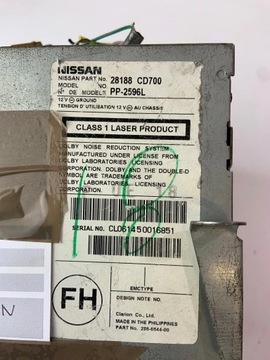 NISSAN
NISSAN PART No. 28188 CD700
MODEL NO
Nº DE MODELE PP-2596L
12 V ⊖ GROUND
TENSION D'UTILISATION 12 V ⊖ AU CHASSIS
CLASS 1 LASER PRODUCT
DOLBY NOISE REDUCTION SYSTEM
MANUFACTURED UNDER LICENSE FROM
DOLBY LABORATORIES LICENSING
CORPORATION. DOLBY AND THE DOUBLE-D
SYMBOL ARE TRADEMARKS OF
DOLBY LABORATORIES LICENSING
CORPORATION.
SERIAL NO. CL061450016851
EMCTYPE
FH
DESIGN NOTE NO.
Clarion Co., Ltd.
MADE IN THE PHILIPPINES
PART No. 286-6544-00
N